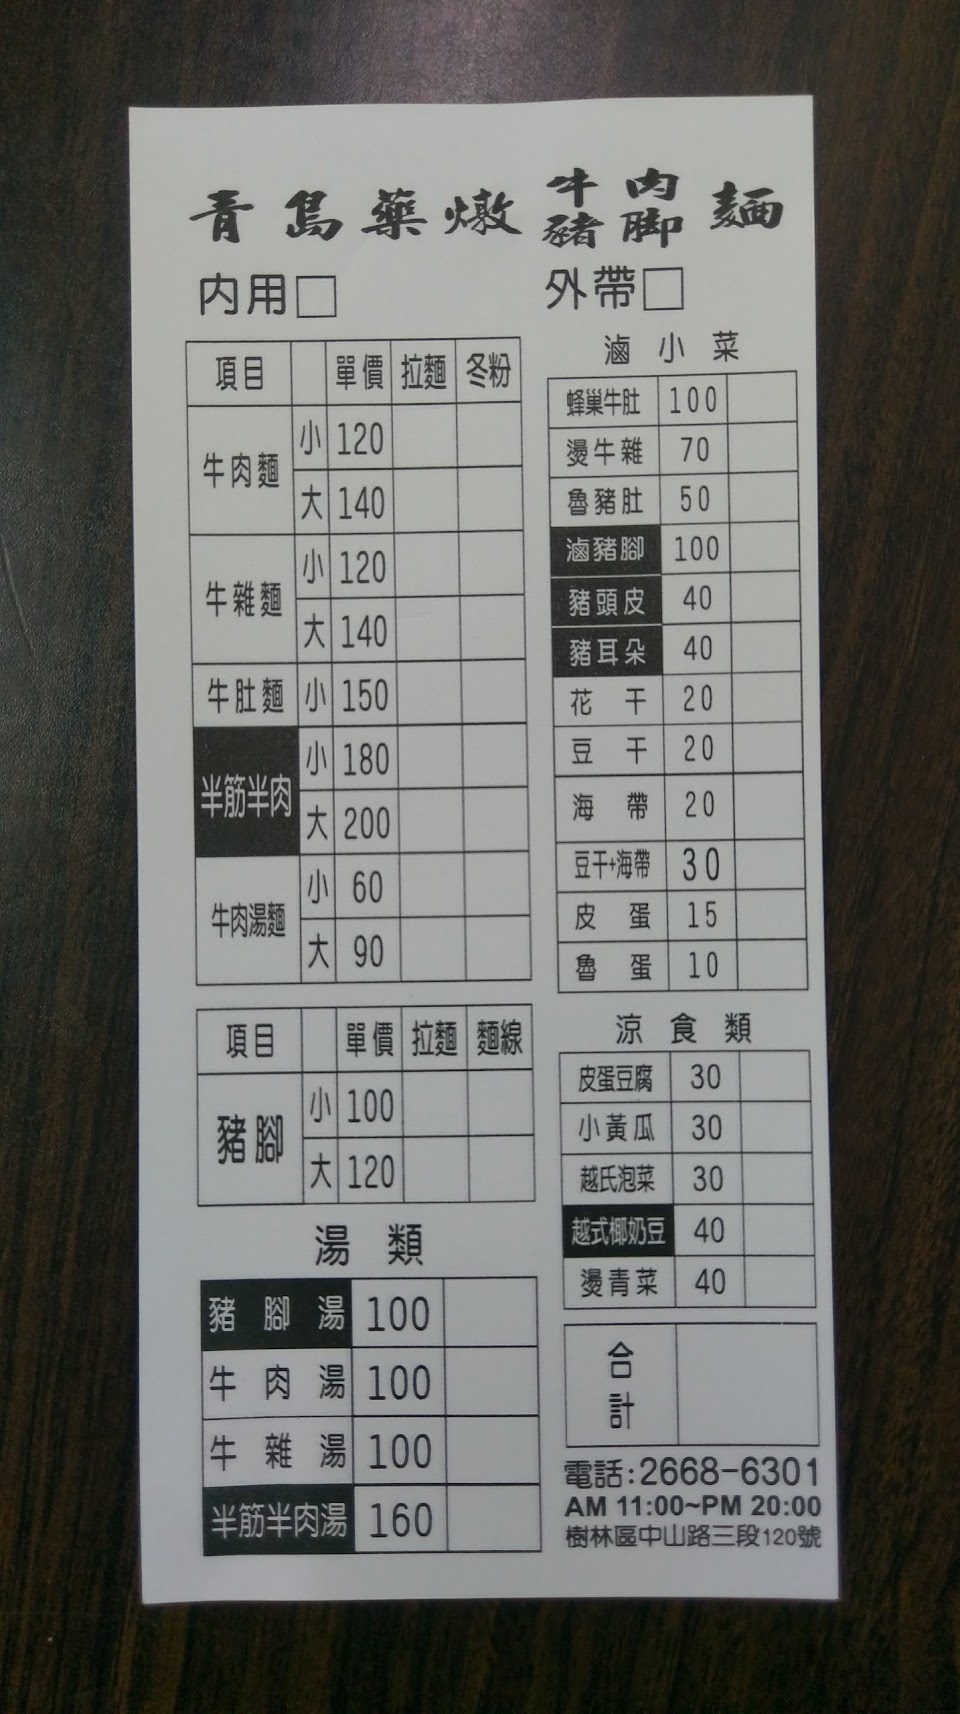 青島藥燉牛肉豬脚麵
內用□ 外帶□
項目 單價 拉麵 冬粉
牛肉麵 小 120
大 140
牛雜麵 小 120
大 140
牛肚麵 小 150
半筋半肉 小 180
大 200
牛肉湯麵 小 60
大 90
項目 單價 拉麵 麵線
豬腳 小 100
大 120
湯類
豬腳湯 100
牛肉湯 100
牛雜湯 100
半筋半肉湯 160
滷小菜
蜂巢牛肚 100
燙牛雜 70
魯豬肚 50
滷豬腳 100
豬頭皮 40
豬耳朵 40
花干 20
豆干 20
海帶 20
豆干+海帶 30
皮蛋 15
魯蛋 10
涼食類
皮蛋豆腐 30
小黃瓜 30
越氏泡菜 30
越式椰奶豆 40
燙青菜 40
合計
電話:2668-6301
AM 11:00~PM 20:00
樹林區中山路三段120號